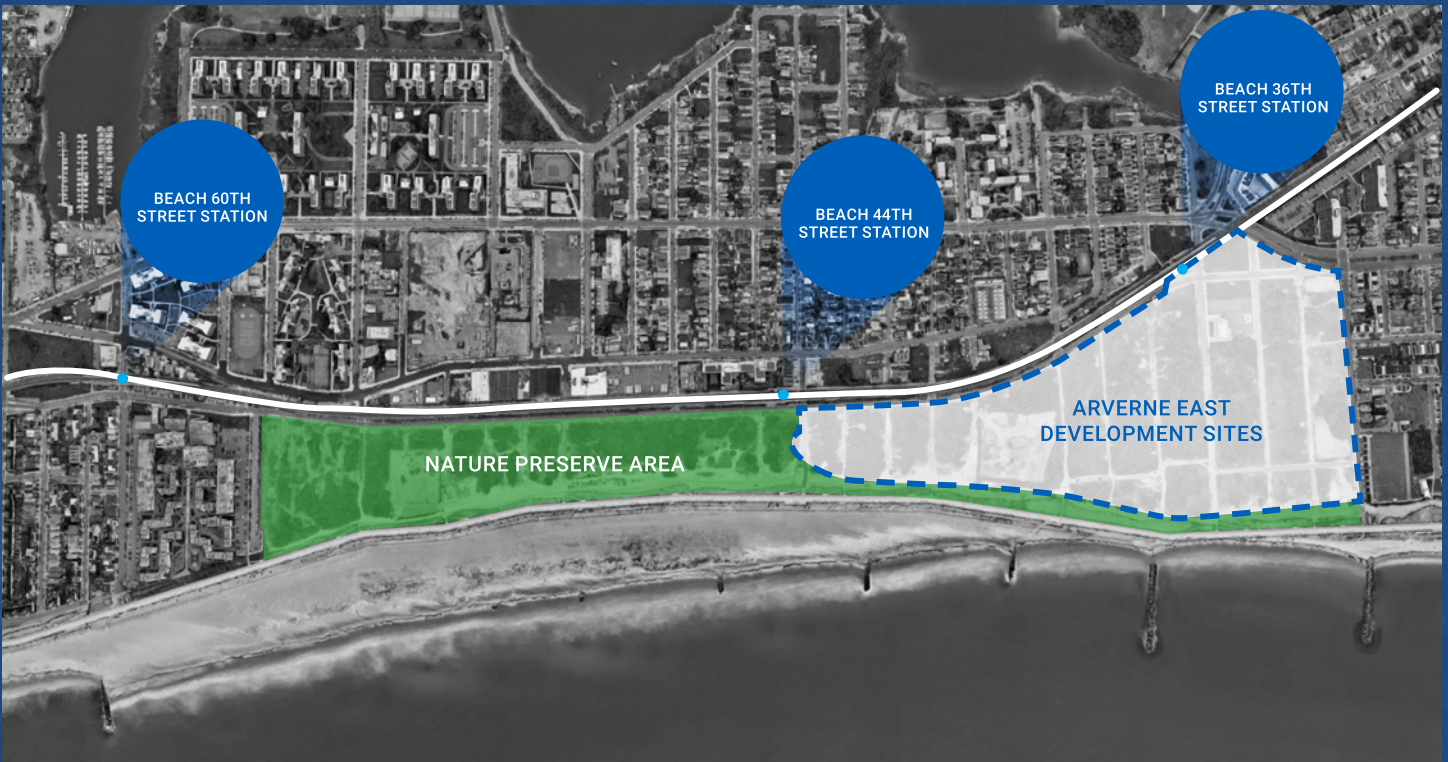 BEACH 36TH
STREET STATION
BEACH 60TH
STREET STATION
BEACH 44TH
STREET STATION
ARVERNE EAST
DEVELOPMENT SITES
NATURE PRESERVE AREA